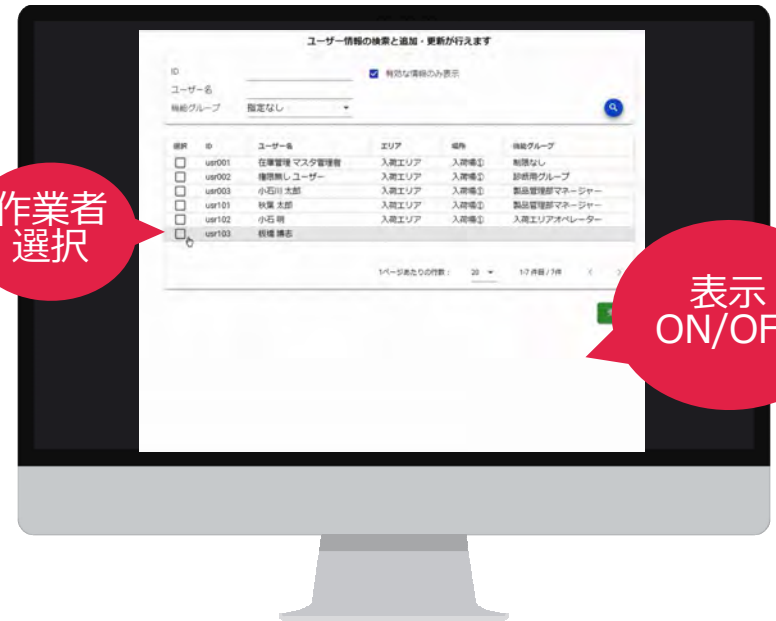 ユーザー情報の検索と追加・更新が行えます
ID
有効な情報のみ表示
ユーザー名
機能グループ 指定なし
選択 ID ユーザー名 エリア 場所 機能グループ
usr001 在庫管理 マスタ管理者 入荷エリア 入荷場① 制限なし
usr002 権限無し ユーザー 入荷エリア 入荷場① 診断用グループ
usr003 小石川 太郎 入荷エリア 入荷場① 製品管理部マネージャー
usr101 秋葉 太郎 入荷エリア 入荷場① 製品管理部マネージャー
usr102 小石 明 入荷エリア 入荷場① 入荷エリアオペレーター
usr103 板橋 博志
1ページあたりの行数: 20 1-7 件目 / 7件
作業者
選択
表示
ON/OF